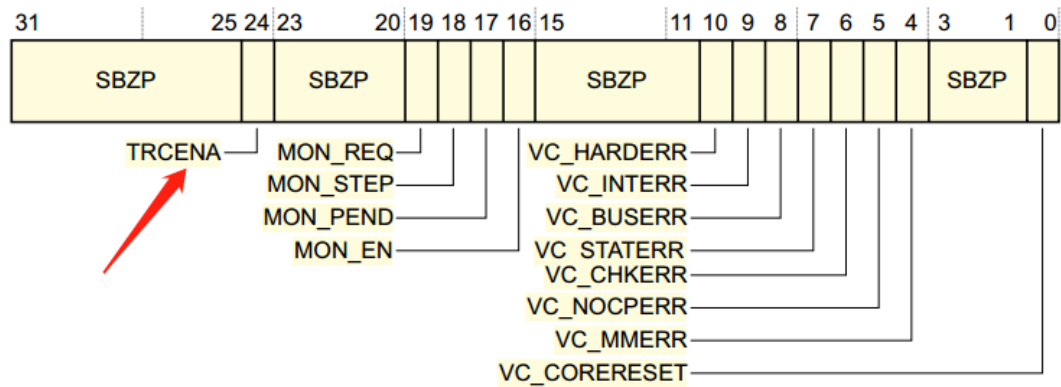 31 25 24 23 20 19 18 17 16 15 11 10 9 8 7 6 5 4 3 1 0
SBZP SBZP SBZP SBZP
TRCENA MON_REQ VC_HARDERR
MON_STEP VC_INTERR
MON_PEND VC_BUSERR
MON_EN VC_STATERR
VC_CHKERR
VC_NOCPERR
VC_MMERR
VC_CORERESET